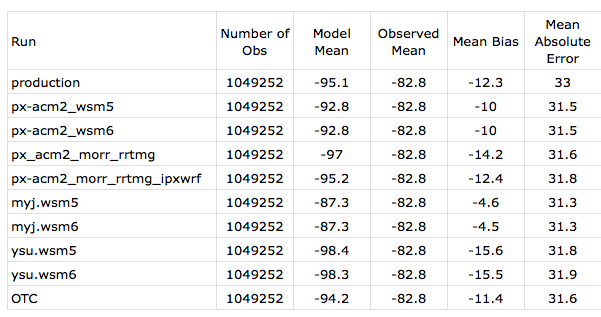 Run Number of Obs Model Mean Observed Mean Mean Bias Mean Absolute Error
production 1049252 -95.1 -82.8 -12.3 33
px-acm2_wsm5 1049252 -92.8 -82.8 -10 31.5
px-acm2_wsm6 1049252 -92.8 -82.8 -10 31.5
px_acm2_morr_rrtmg 1049252 -97 -82.8 -14.2 31.6
px-acm2_morr_rrtmg_ipxwrf 1049252 -95.2 -82.8 -12.4 31.8
myj.wsm5 1049252 -87.3 -82.8 -4.6 31.3
myj.wsm6 1049252 -87.3 -82.8 -4.5 31.3
ysu.wsm5 1049252 -98.4 -82.8 -15.6 31.8
ysu.wsm6 1049252 -98.3 -82.8 -15.5 31.9
OTC 1049252 -94.2 -82.8 -11.4 31.6